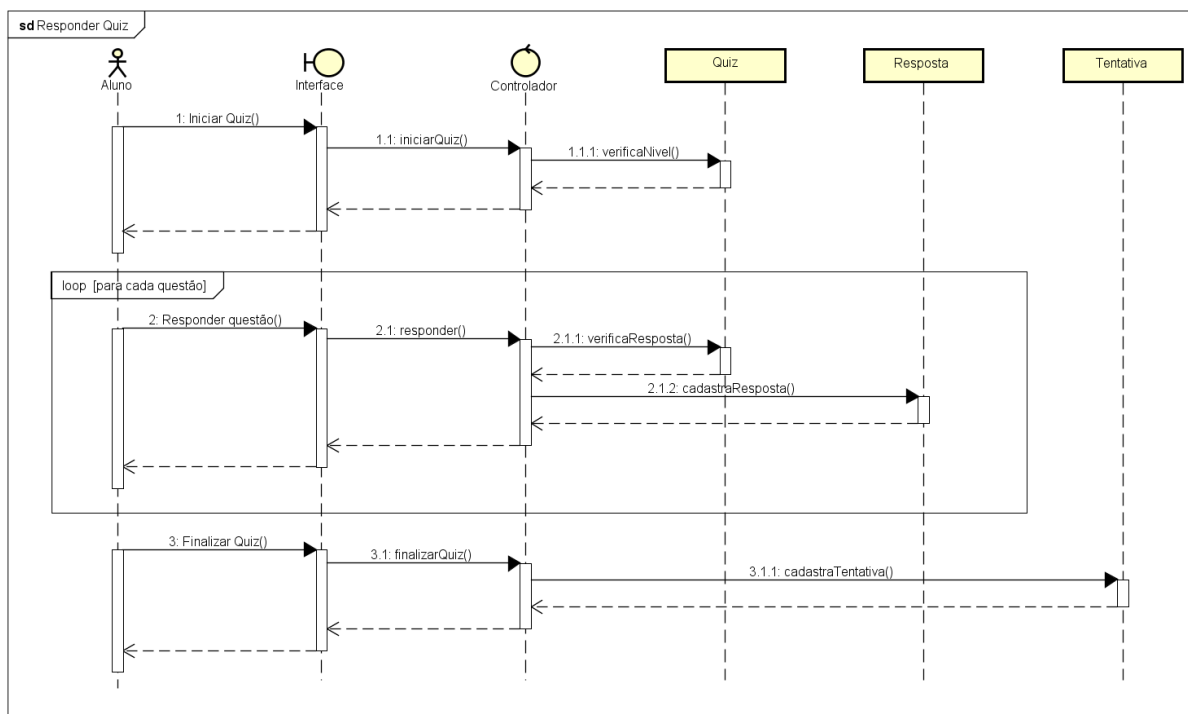 sd Responder Quiz
Aluno
Interface
Controlador
Quiz
Resposta
Tentativa
1: Iniciar Quiz()
1.1: iniciarQuiz()
1.1.1: verificaNivel()
loop [para cada questão]
2: Responder questão()
2.1: responder()
2.1.1: verificaResposta()
2.1.2: cadastraResposta()
3: Finalizar Quiz()
3.1: finalizarQuiz()
3.1.1: cadastraTentativa()